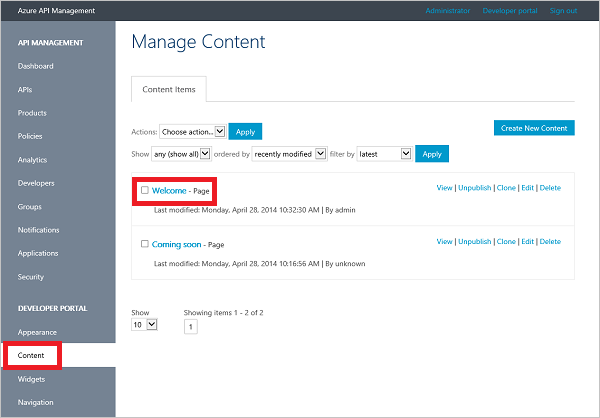 Azure API Management
Administrator Developer portal Sign out
API MANAGEMENT
Dashboard
APIs
Products
Policies
Analytics
Developers
Groups
Notifications
Applications
Security
DEVELOPER PORTAL
Appearance
Content
Widgets
Navigation
Manage Content
Content Items
Actions: Choose action... Apply
Create New Content
Show any (show all) ordered by recently modified filter by latest Apply
Welcome - Page
View | Unpublish | Clone | Edit | Delete
Last modified: Monday, April 28, 2014 10:32:30 AM | By admin
Coming soon - Page
View | Unpublish | Clone | Edit | Delete
Last modified: Monday, April 28, 2014 10:16:56 AM | By unknown
Show
10
Showing items 1 - 2 of 2
1